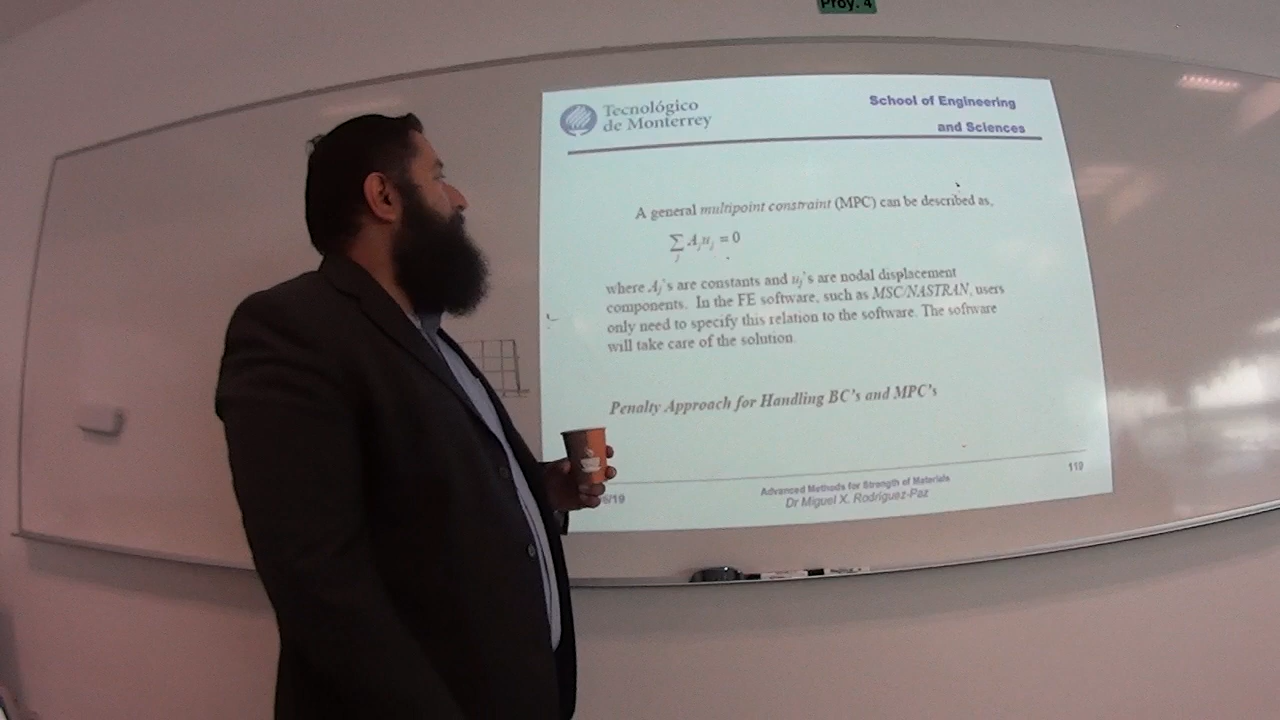 Proy. 4
Tecnológico
de Monterrey
School of Engineering
and Sciences
A general multipoint constraint (MPC) can be described as,
∑ⱼ Aⱼuⱼ = 0
where Aⱼ's are constants and uⱼ's are nodal displacement
components. In the FE software, such as MSC/NASTRAN, users
only need to specify this relation to the software. The software
will take care of the solution.
Penalty Approach for Handling BC's and MPC's
/19
Advanced Methods for Strength of Materials
Dr Miguel X. Rodríguez-Paz
119